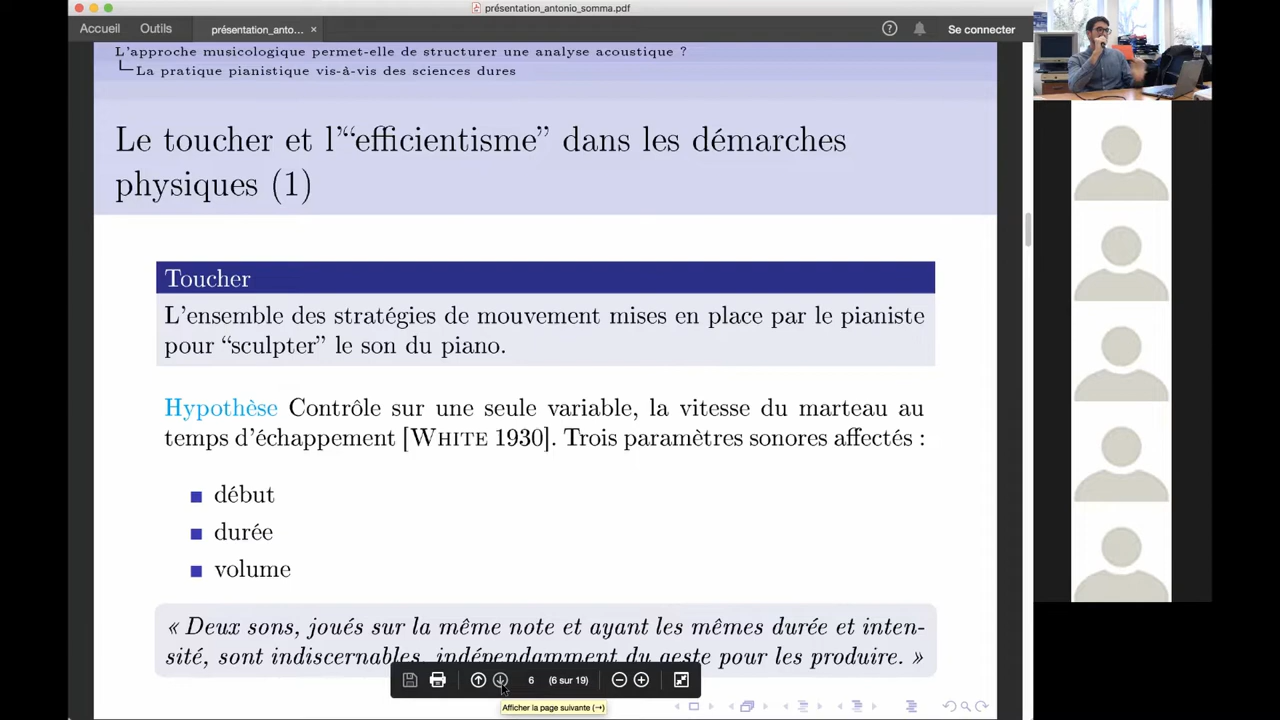 présentation_antonio_somma.pdf
Accueil Outils présentation_anto... × Se connecter
L'approche musicologique permet-elle de structurer une analyse acoustique ?
La pratique pianistique vis-à-vis des sciences dures
Le toucher et l'“efficientisme” dans les démarches
physiques (1)
Toucher
L'ensemble des stratégies de mouvement mises en place par le pianiste
pour “sculpter” le son du piano.
Hypothèse Contrôle sur une seule variable, la vitesse du marteau au
temps d'échappement [WHITE 1930]. Trois paramètres sonores affectés :
début
durée
volume
« Deux sons, joués sur la même note et ayant les mêmes durée et inten-
sité, sont indiscernables, indépendamment du geste pour les produire. »
6 (6 sur 19)
Afficher la page suivante (→)